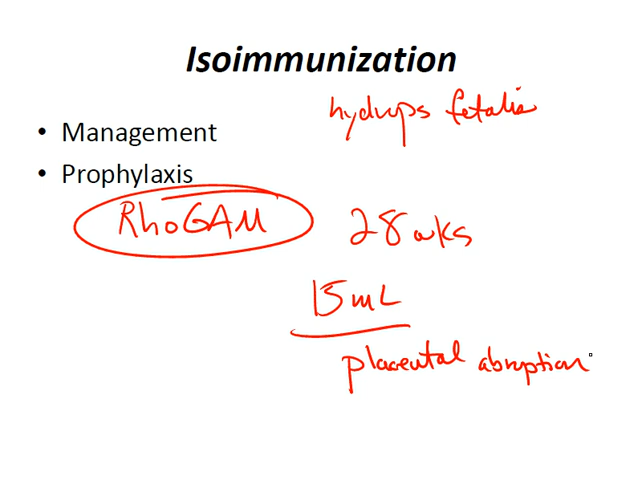 Isoimmunization
hydrops fetalis
• Management
• Prophylaxis
RhoGAM
28 wks
15 mL
placental abruption